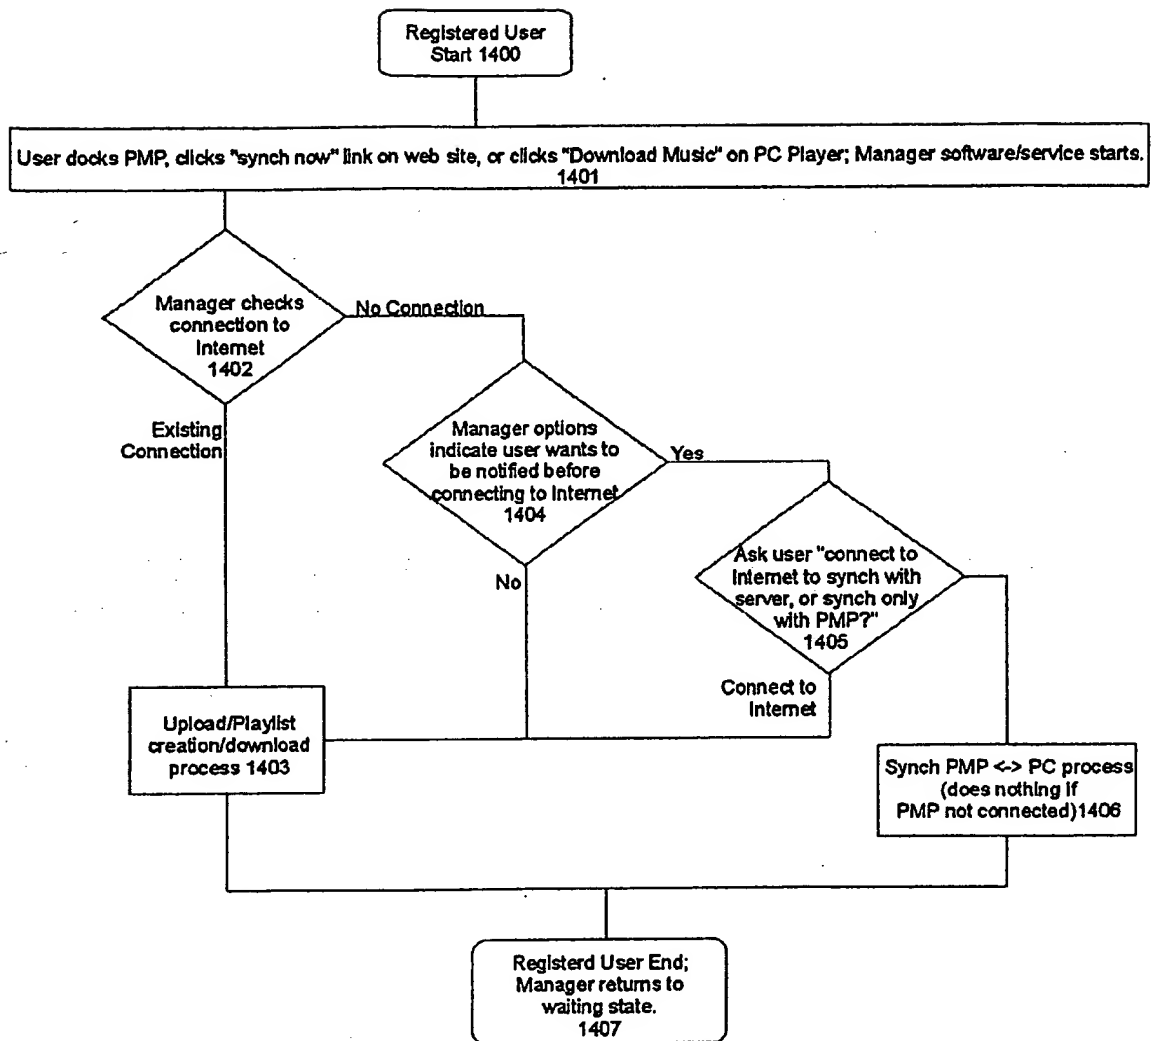 Registered User
Start 1400
User docks PMP, clicks "synch now" link on web site, or clicks "Download Music" on PC Player; Manager software/service starts.
1401
Manager checks
connection to
Internet
1402
No Connection
Existing
Connection
Manager options
indicate user wants to
be notified before
connecting to Internet
1404
Yes
No
Ask user "connect to
Internet to synch with
server, or synch only
with PMP?"
1405
Connect to
Internet
Upload/Playlist
creation/download
process 1403
Synch PMP <-> PC process
(does nothing if
PMP not connected)1406
Registerd User End;
Manager returns to
waiting state.
1407